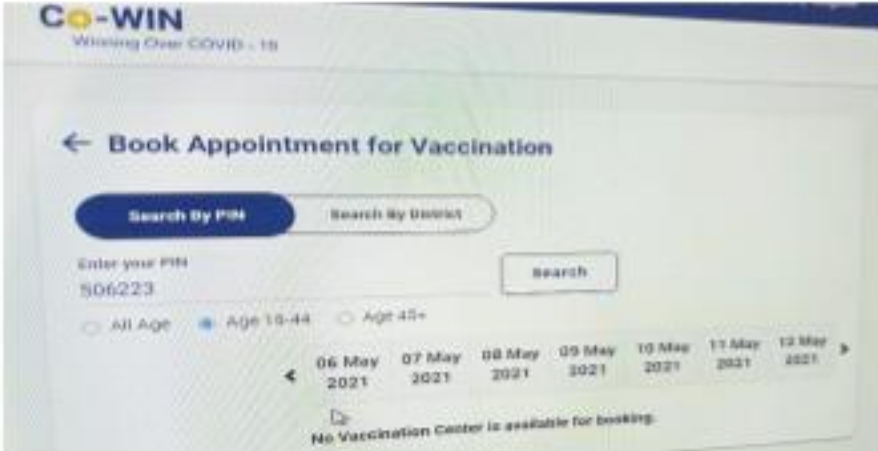 Co-WIN
Winning Over COVID - 19
← Book Appointment for Vaccination
Search By PIN Search By District
Enter your PIN
506223 Search
All Age Age 18-44 Age 45+
06 May 2021 07 May 2021 08 May 2021 09 May 2021 10 May 2021 11 May 2021 12 May 2021
No Vaccination Center is available for booking.